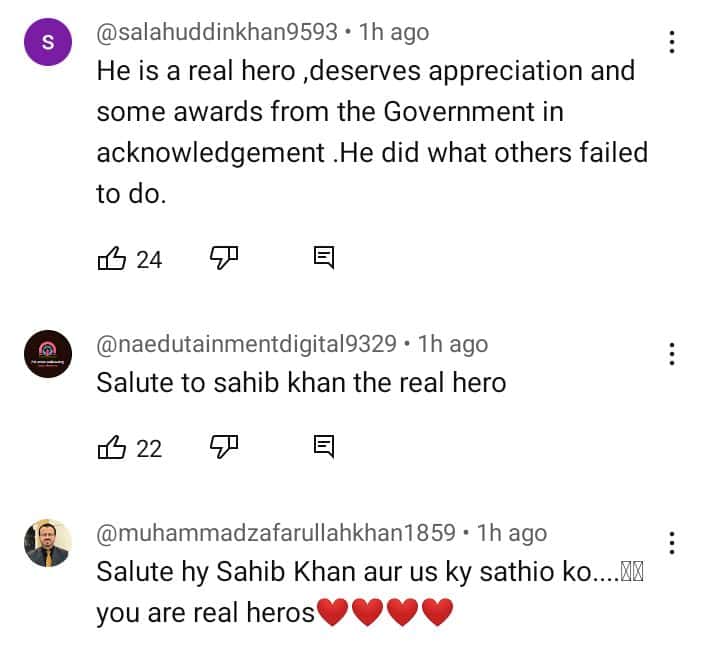 S
@salahuddinkhan9593 • 1h ago
He is a real hero ,deserves appreciation and
some awards from the Government in
acknowledgement .He did what others failed
to do.
24
@naedutainmentdigital9329 • 1h ago
Salute to sahib khan the real hero
22
@muhammadzafarullahkhan1859 • 1h ago
Salute hy Sahib Khan aur us ky sathio ko....
you are real heros❤️❤️❤️❤️